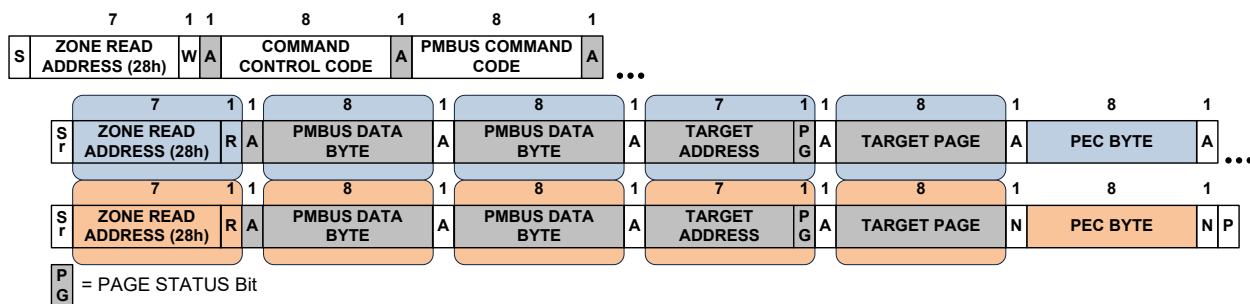 7 1 1 8 1 8 1
S ZONE READ ADDRESS (28h) W A COMMAND CONTROL CODE A PMBUS COMMAND CODE A ...
7 1 1 8 1 8 1 7 1 1 8 1 8 1
Sr ZONE READ ADDRESS (28h) R A PMBUS DATA BYTE A PMBUS DATA BYTE A TARGET ADDRESS PG A TARGET PAGE A PEC BYTE A ...
7 1 1 8 1 8 1 7 1 1 8 1 8 1
Sr ZONE READ ADDRESS (28h) R A PMBUS DATA BYTE A PMBUS DATA BYTE A TARGET ADDRESS PG A TARGET PAGE N PEC BYTE N P
PG = PAGE STATUS Bit